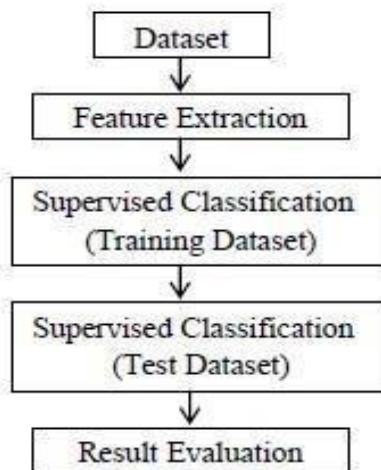 Dataset
Feature Extraction
Supervised Classification
(Training Dataset)
Supervised Classification
(Test Dataset)
Result Evaluation